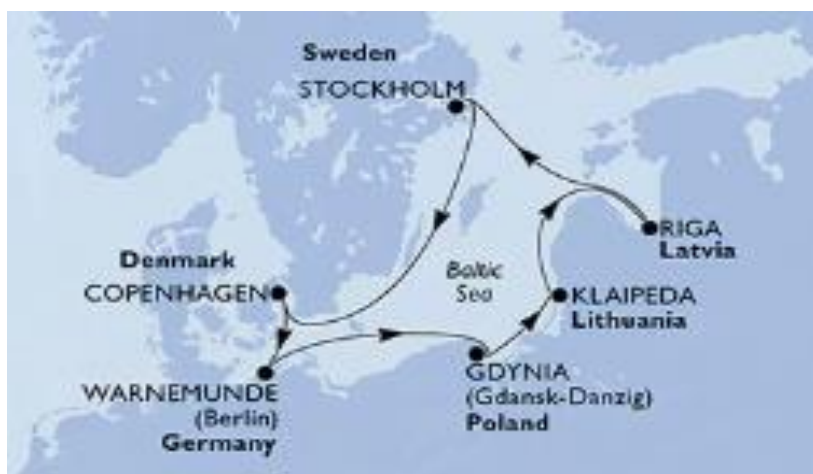 Sweden
STOCKHOLM
RIGA
Latvia
Denmark
COPENHAGEN
Baltic
Sea
KLAIPEDA
Lithuania
WARNEMUNDE
(Berlin)
Germany
GDYNIA
(Gdansk-Danzig)
Poland